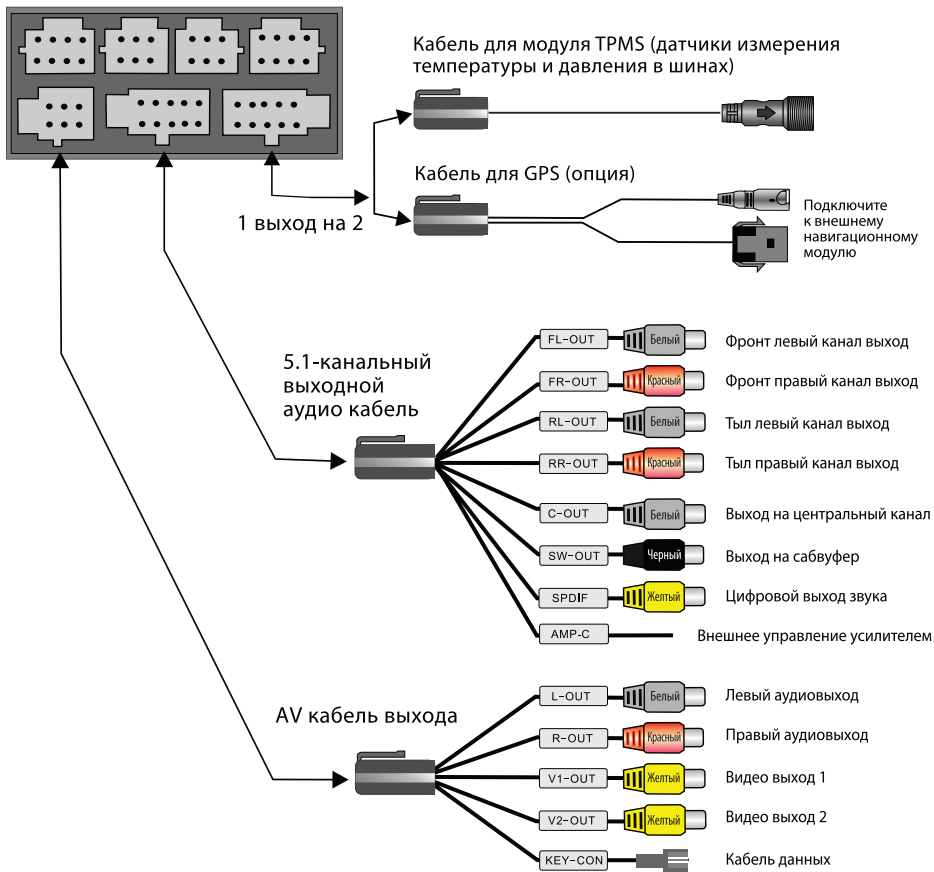 Кабель для модуля TPMS (датчики измерения
температуры и давления в шинах)
Кабель для GPS (опция)
1 выход на 2
Подключите
к внешнему
навигационному
модулю
5.1-канальный
выходной
аудио кабель
FL-OUT Белый Фронт левый канал выход
FR-OUT Красный Фронт правый канал выход
RL-OUT Белый Тыл левый канал выход
RR-OUT Красный Тыл правый канал выход
C-OUT Белый Выход на центральный канал
SW-OUT Черный Выход на сабвуфер
SPDIF Желтый Цифровой выход звука
AMP-C Внешнее управление усилителем
AV кабель выхода
L-OUT Белый Левый аудиовыход
R-OUT Красный Правый аудиовыход
V1-OUT Желтый Видео выход 1
V2-OUT Желтый Видео выход 2
KEY-CON Кабель данных